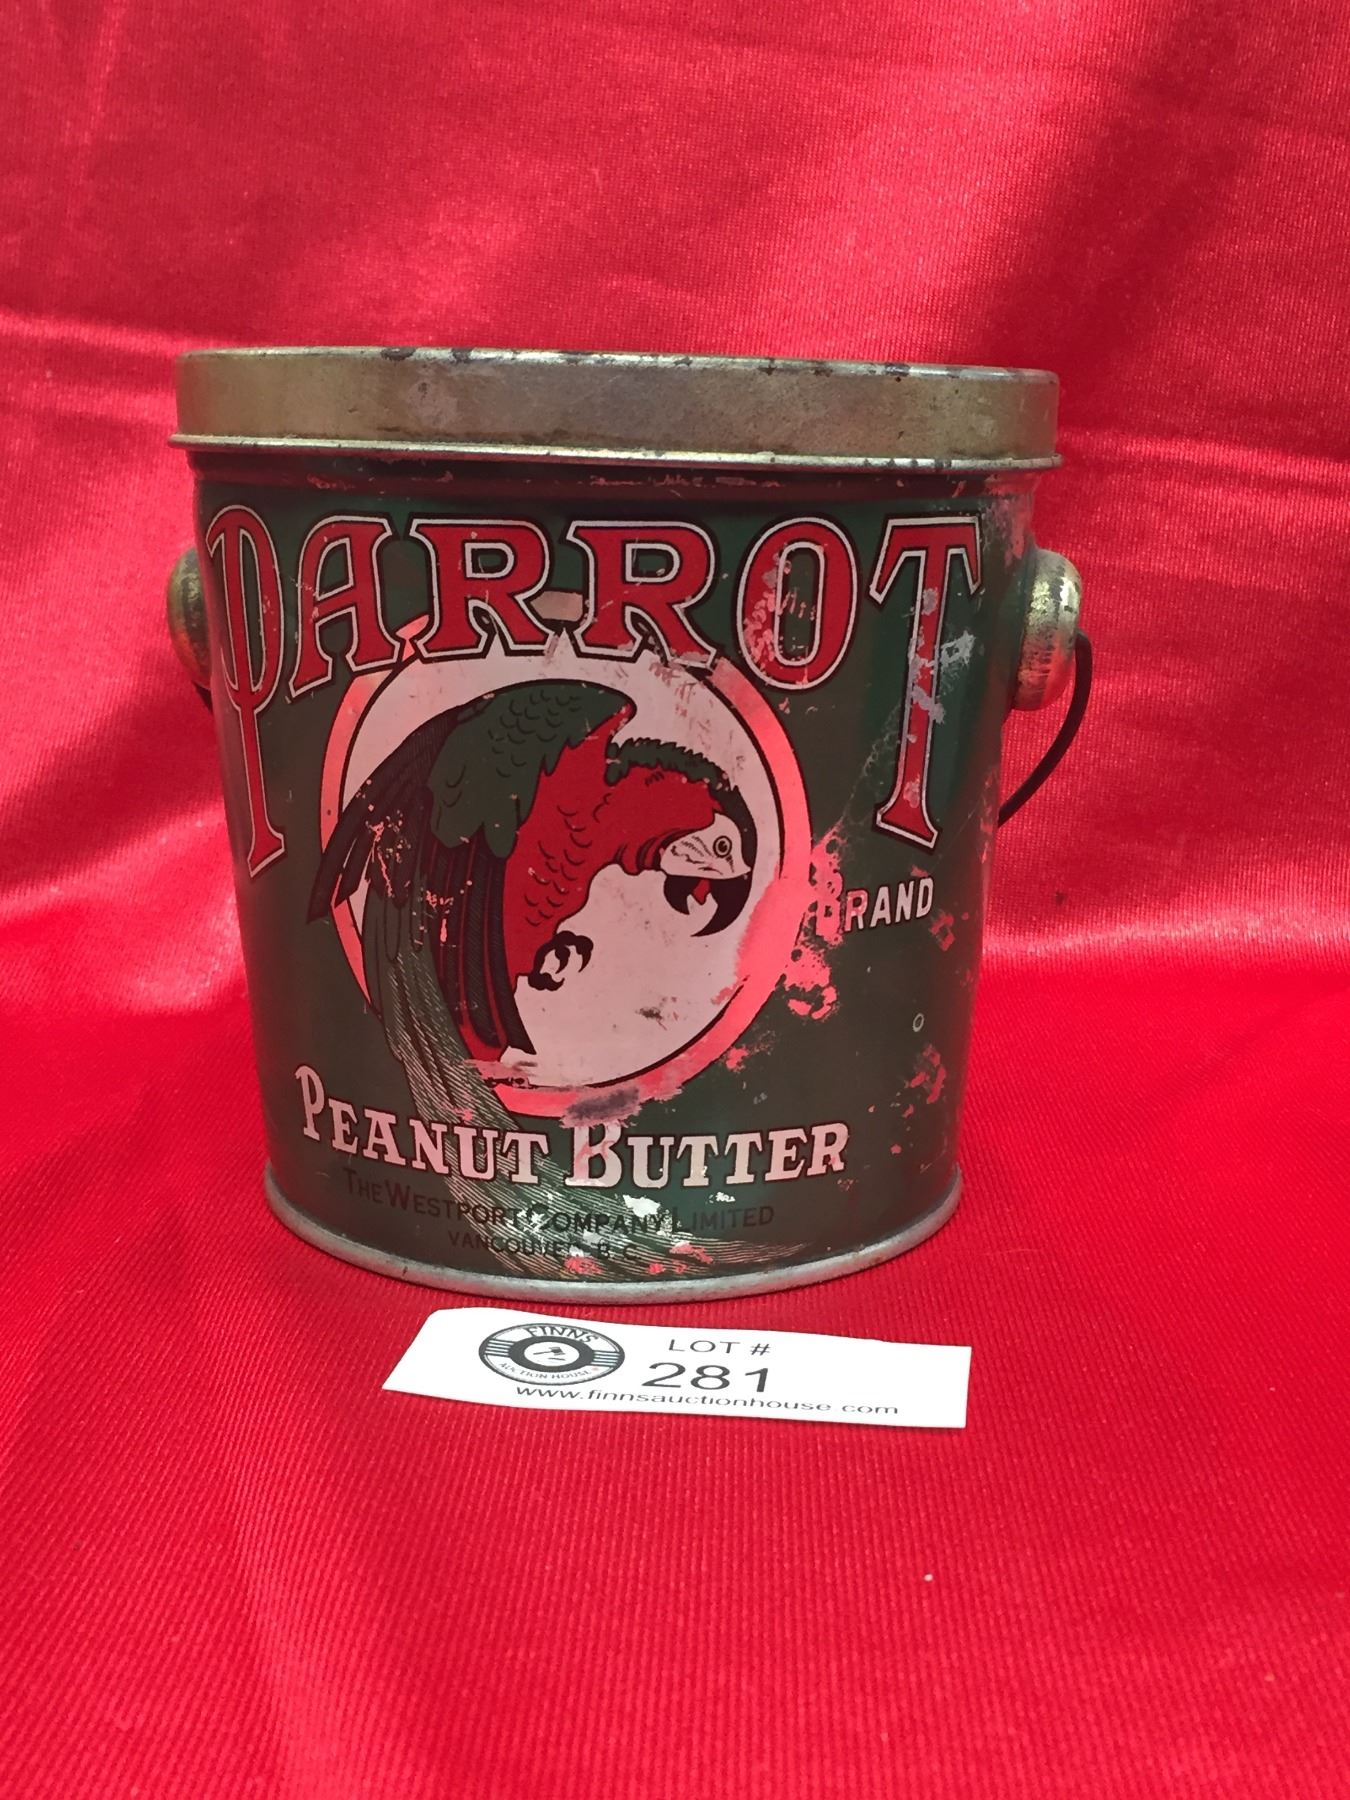 PARROT
BRAND
PEANUT BUTTER
THE WESTPORT COMPANY LIMITED
VANCOUVER B.C.
FINNS
AUCTION HOUSE
LOT #
281
www.finnsauctionhouse.com